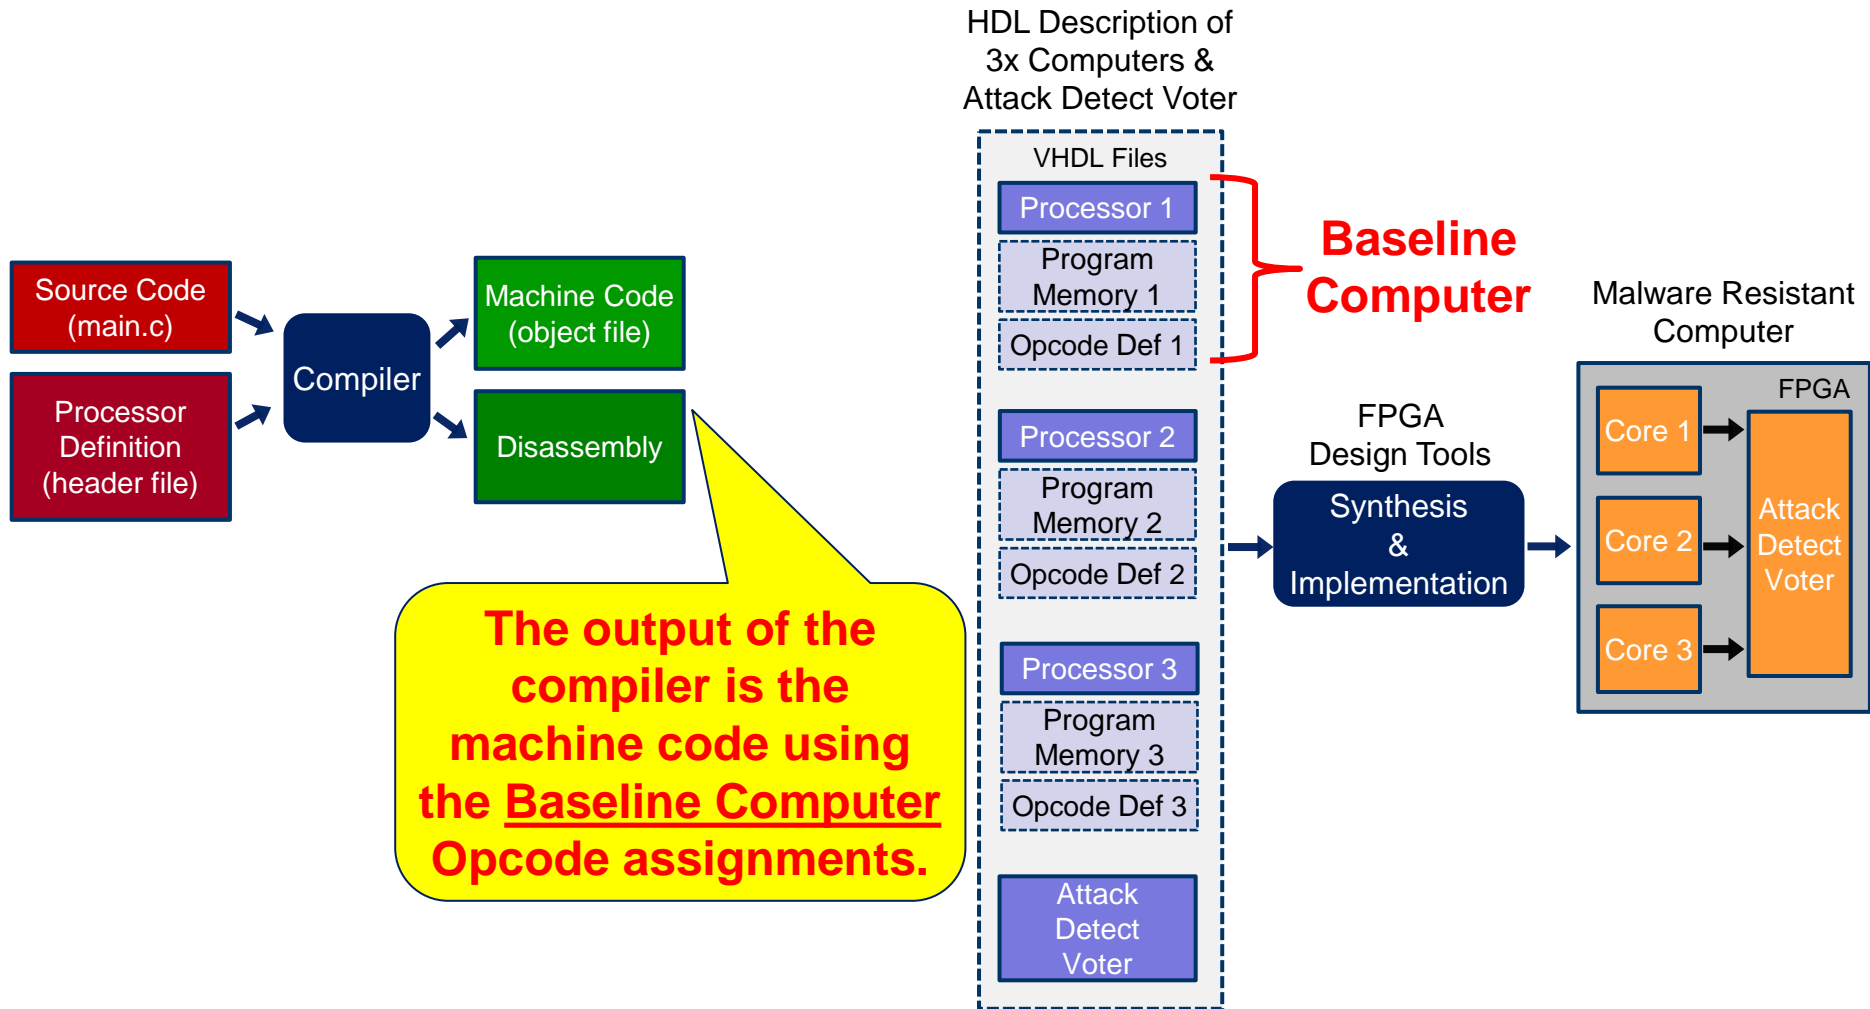 HDL Description of
3x Computers &
Attack Detect Voter
Source Code
(main.c)
Processor
Definition
(header file)
Compiler
Machine Code
(object file)
Disassembly
The output of the
compiler is the
machine code using
the Baseline Computer
Opcode assignments.
VHDL Files
Processor 1
Program
Memory 1
Opcode Def 1
Baseline
Computer
Processor 2
Program
Memory 2
Opcode Def 2
Processor 3
Program
Memory 3
Opcode Def 3
Attack
Detect
Voter
FPGA
Design Tools
Synthesis
&
Implementation
Malware Resistant
Computer
FPGA
Core 1
Core 2
Core 3
Attack
Detect
Voter